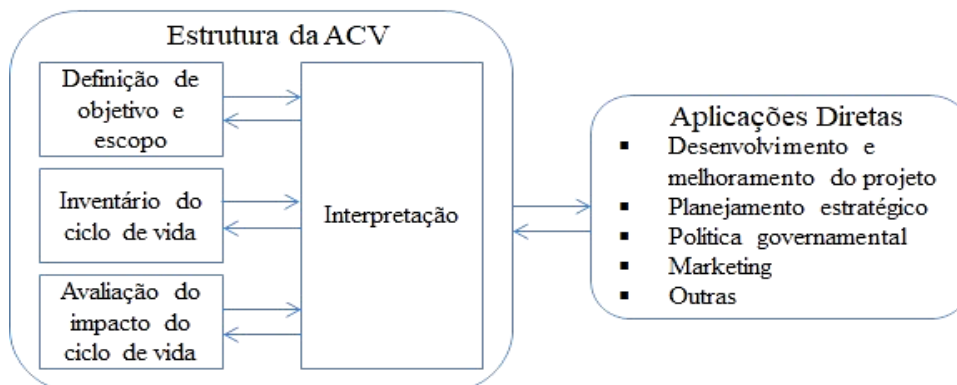 Estrutura da ACV
Definição de
objetivo e
escopo
Inventário do
ciclo de vida
Avaliação do
impacto do
ciclo de vida
Interpretação
Aplicações Diretas
▪ Desenvolvimento e
melhoramento do projeto
▪ Planejamento estratégico
▪ Política governamental
▪ Marketing
▪ Outras